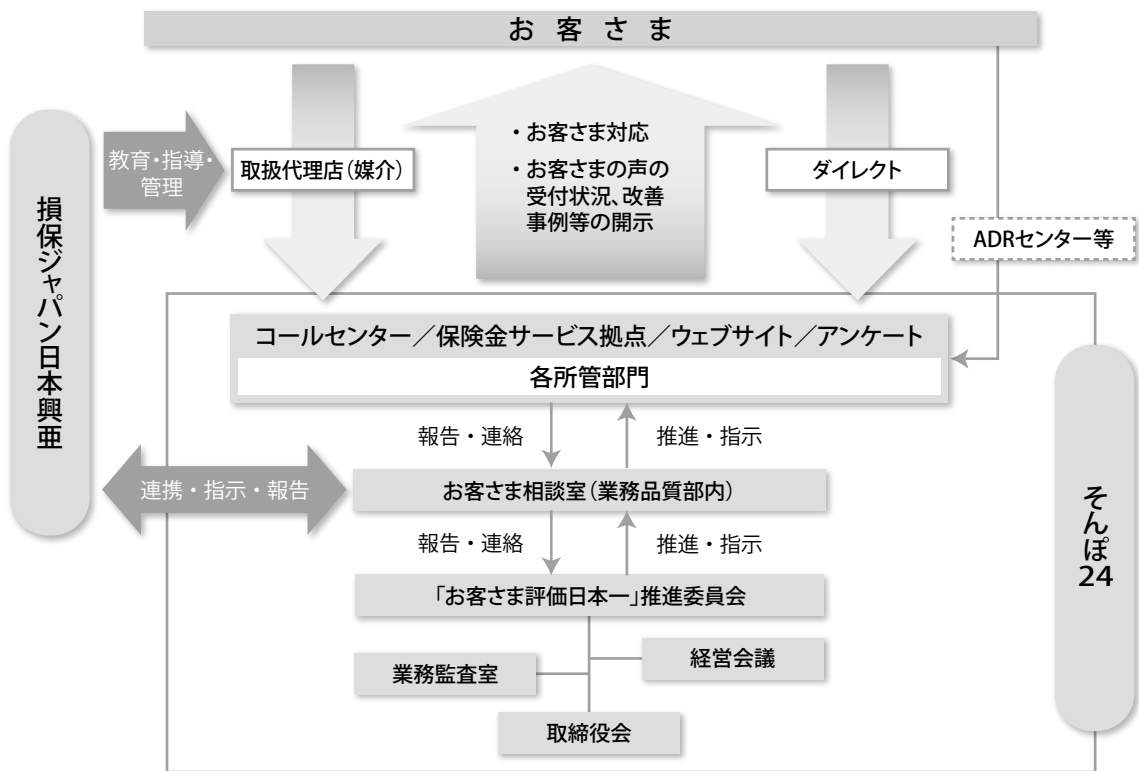 お客さま
・お客さま対応
・お客さまの声の
受付状況、改善
事例等の開示
教育・指導・
管理
取扱代理店（媒介）
ダイレクト
ADRセンター等
損保ジャパン日本興亜
コールセンター／保険金サービス拠点／ウェブサイト／アンケート
各所管部門
報告・連絡
推進・指示
連携・指示・報告
お客さま相談室（業務品質部内）
報告・連絡
推進・指示
「お客さま評価日本一」推進委員会
業務監査室
経営会議
取締役会
そんぽ24